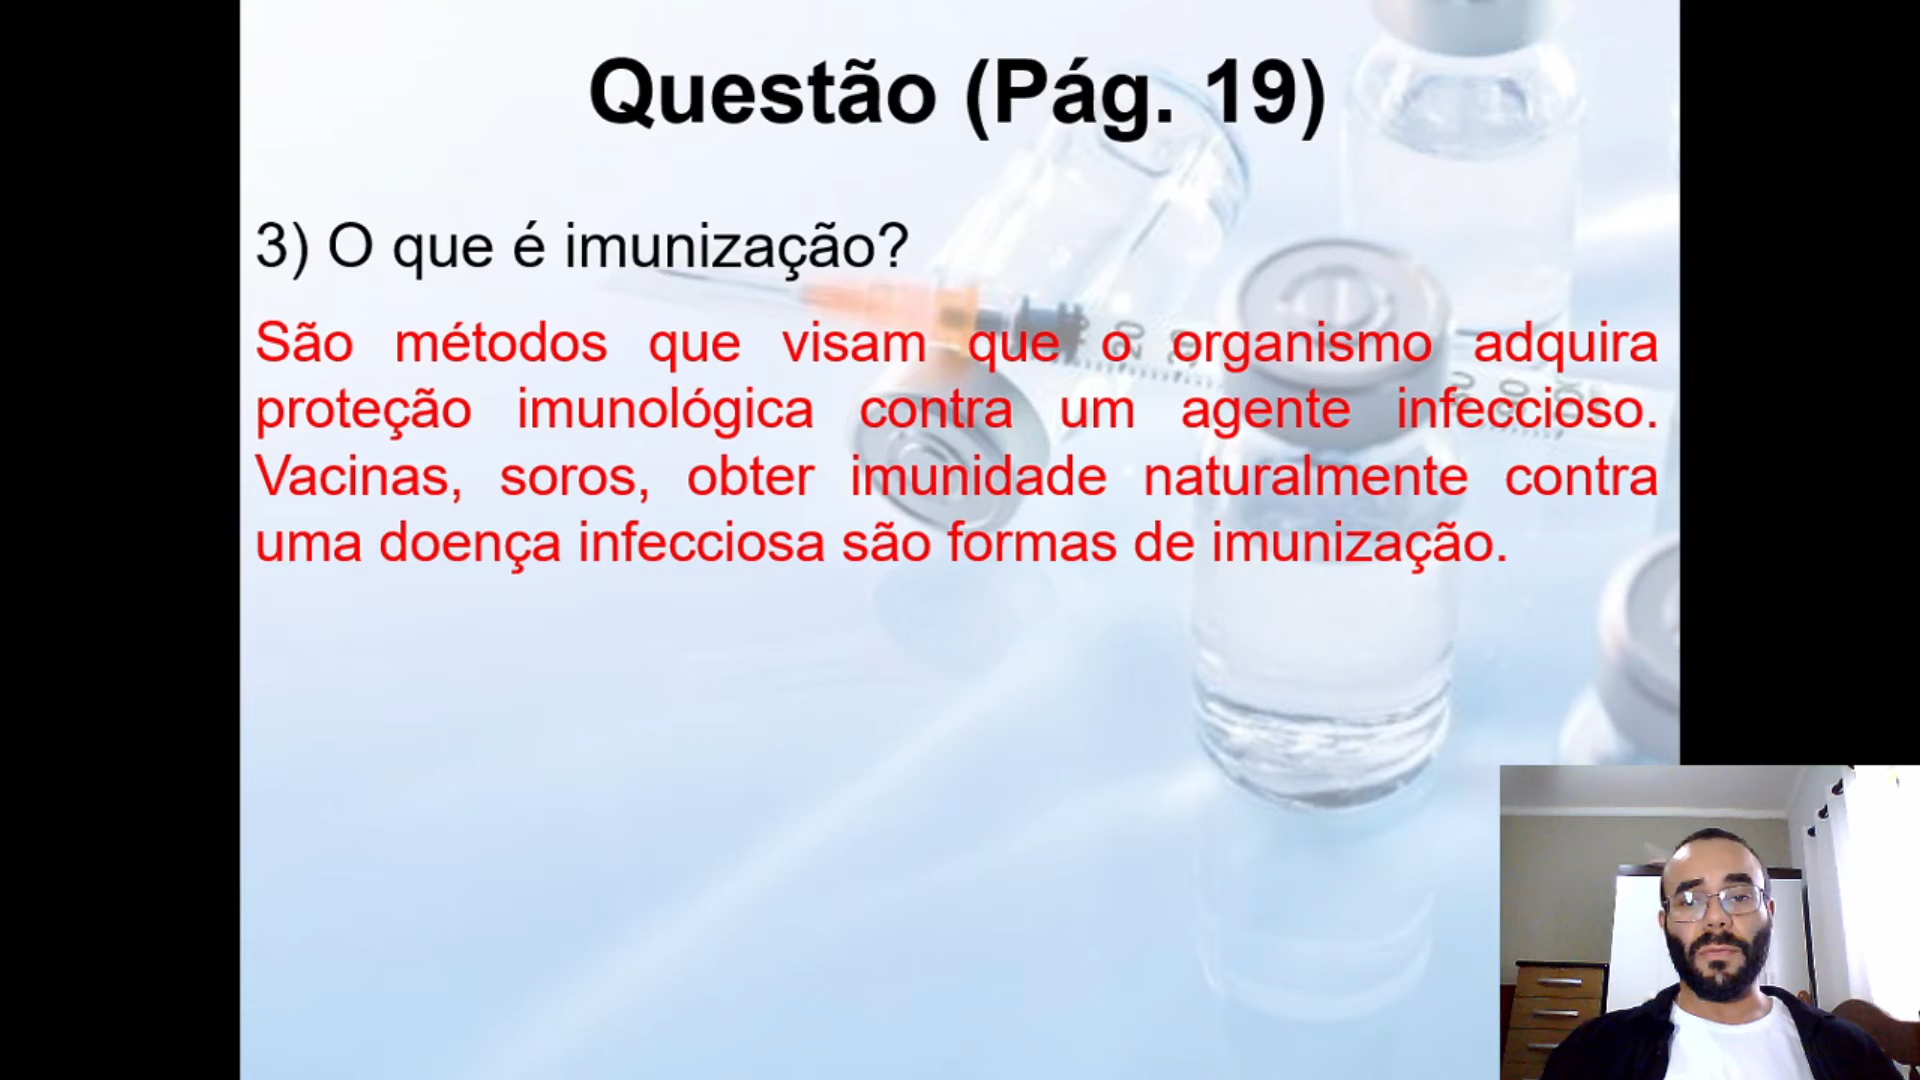 Questão (Pág. 19)
3) O que é imunização?
São métodos que visam que o organismo adquira
proteção imunológica contra um agente infeccioso.
Vacinas, soros, obter imunidade naturalmente contra
uma doença infecciosa são formas de imunização.